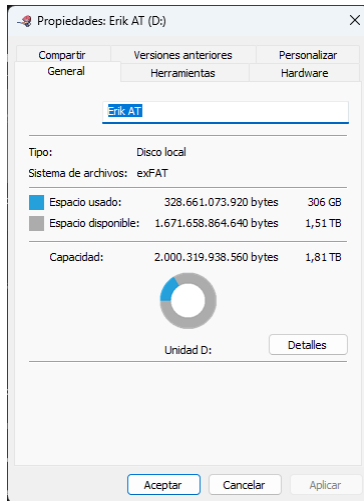 Propiedades: Erik AT (D:)
Compartir Versiones anteriores Personalizar
General Herramientas Hardware
Erik AT
Tipo: Disco local
Sistema de archivos: exFAT
Espacio usado: 328.661.073.920 bytes 306 GB
Espacio disponible: 1.671.658.864.640 bytes 1,51 TB
Capacidad: 2.000.319.938.560 bytes 1,81 TB
Unidad D: Detalles
Aceptar Cancelar Aplicar